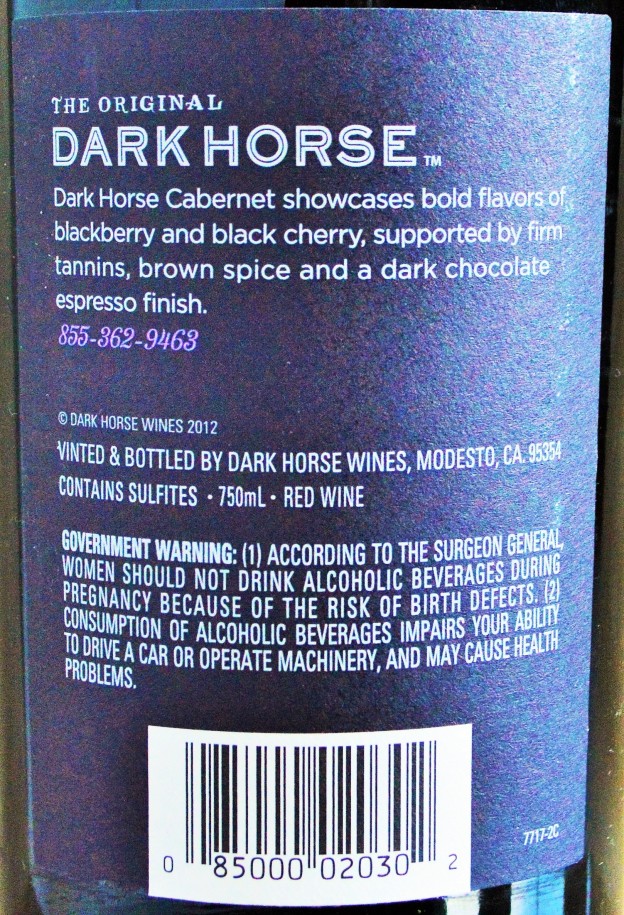 THE ORIGINAL
DARK HORSE™
Dark Horse Cabernet showcases bold flavors of
blackberry and black cherry, supported by firm
tannins, brown spice and a dark chocolate
espresso finish.
855-362-9463
© DARK HORSE WINES 2012
VINTED & BOTTLED BY DARK HORSE WINES, MODESTO, CA. 95354
CONTAINS SULFITES • 750mL • RED WINE
GOVERNMENT WARNING: (1) ACCORDING TO THE SURGEON GENERAL,
WOMEN SHOULD NOT DRINK ALCOHOLIC BEVERAGES DURING
PREGNANCY BECAUSE OF THE RISK OF BIRTH DEFECTS. (2)
CONSUMPTION OF ALCOHOLIC BEVERAGES IMPAIRS YOUR ABILITY
TO DRIVE A CAR OR OPERATE MACHINERY, AND MAY CAUSE HEALTH
PROBLEMS.
7717-2C
0 85000 02030 2